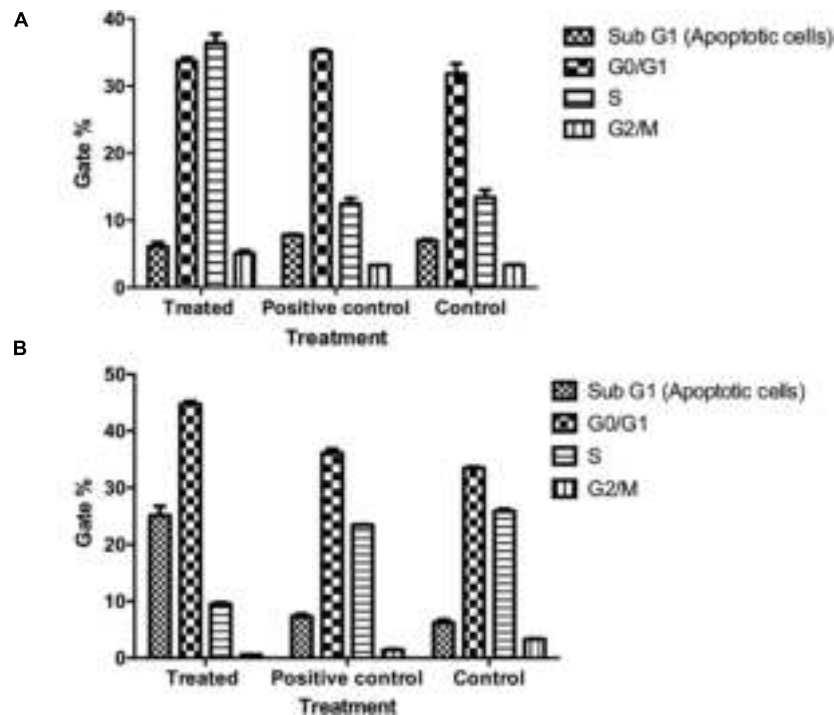 A
40
30
20
10
0
Gate %
Treated Positive control Control
Treatment
Sub G1 (Apoptotic cells)
G0/G1
S
G2/M
B
50
40
30
20
10
0
Gate %
Treated Positive control Control
Treatment
Sub G1 (Apoptotic cells)
G0/G1
S
G2/M